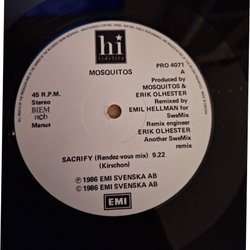 hi
fidelity
MOSQUITOS
PRO 4071
A
Produced by
MOSQUITOS &
ERIK OLHESTER
Remixed by
EMIL HELLMAN for
SweMix
Remix engineer
ERIK OLHESTER
Another SweMix
remix
45 R.P.M.
Stereo
BIEM
ncb
Manus
SACRIFY (Rendez-vous mix) 9.22
(Kirschon)
Ⓟ 1986 EMI SVENSKA AB
© 1986 EMI SVENSKA AB
EMI